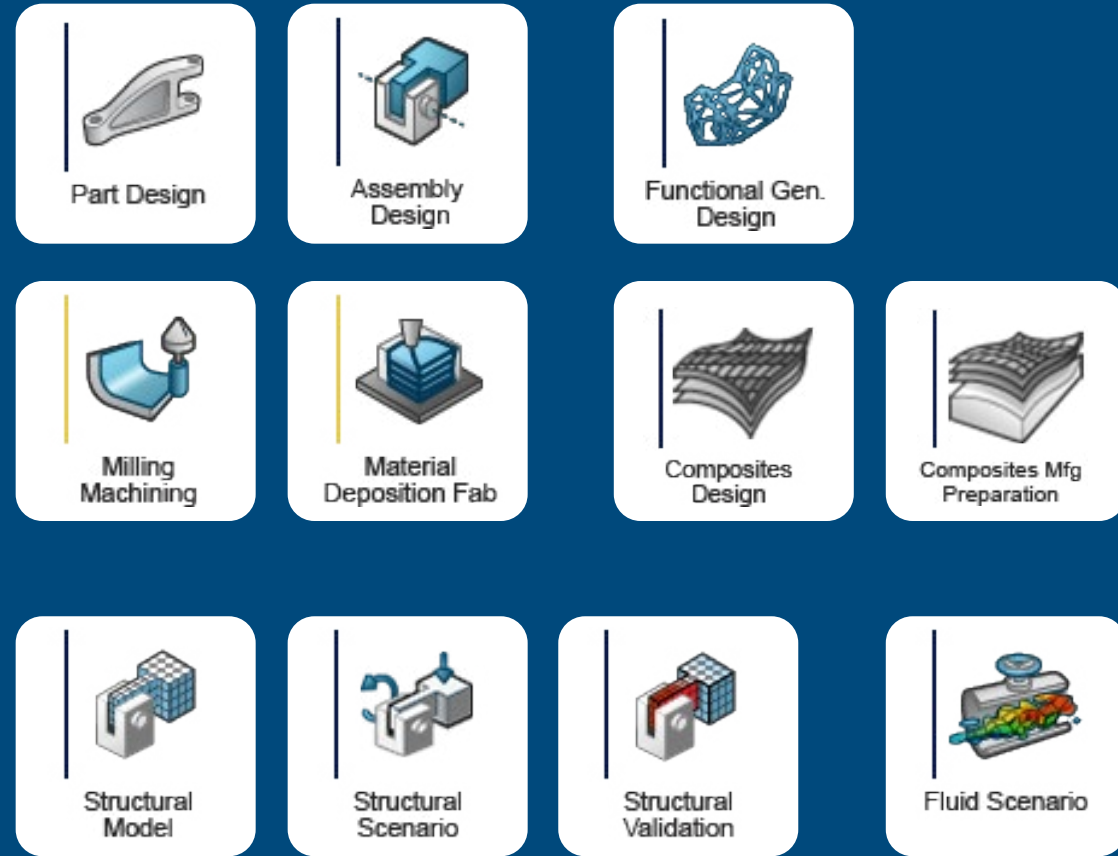 Part Design
Assembly
Design
Functional Gen.
Design
Milling
Machining
Material
Deposition Fab
Composites
Design
Composites Mfg
Preparation
Structural
Model
Structural
Scenario
Structural
Validation
Fluid Scenario